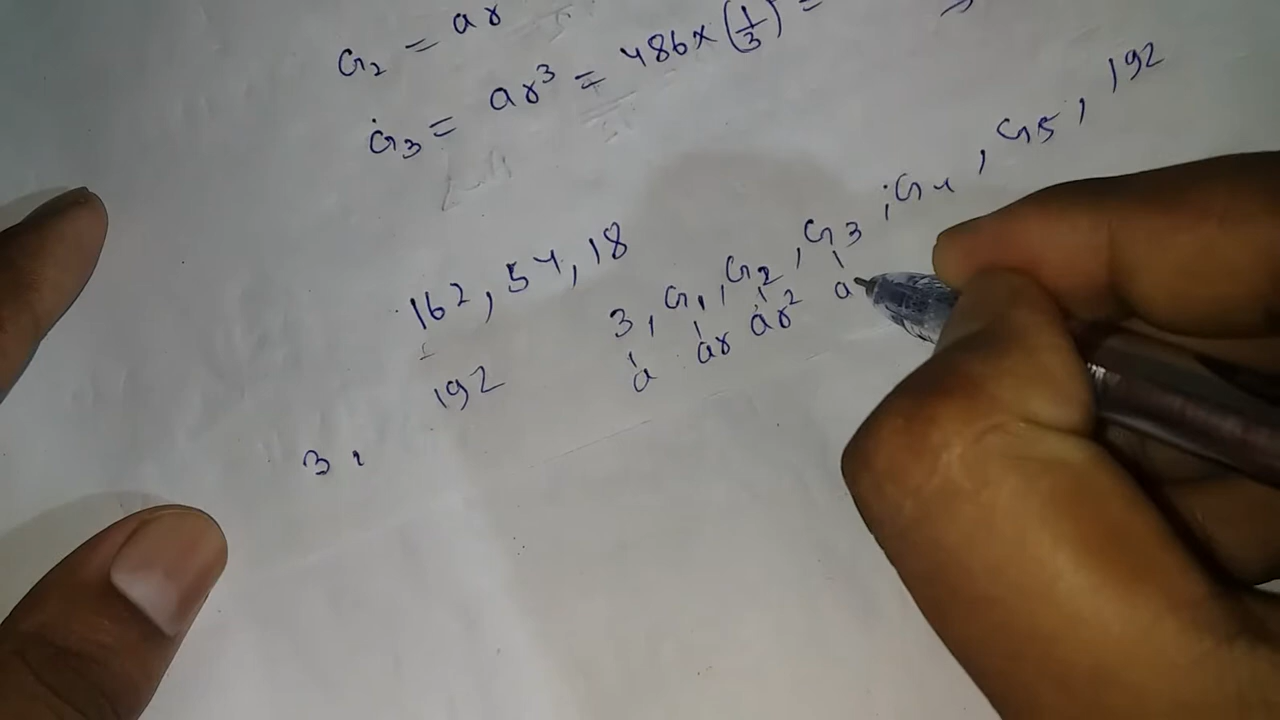 G₂ = ar
G₃ = ar³ = 486×(1/3) =
162, 54, 18
3, G₁, G₂, G₃, G₄, G₅, 192
a ar ar² a
192
3,